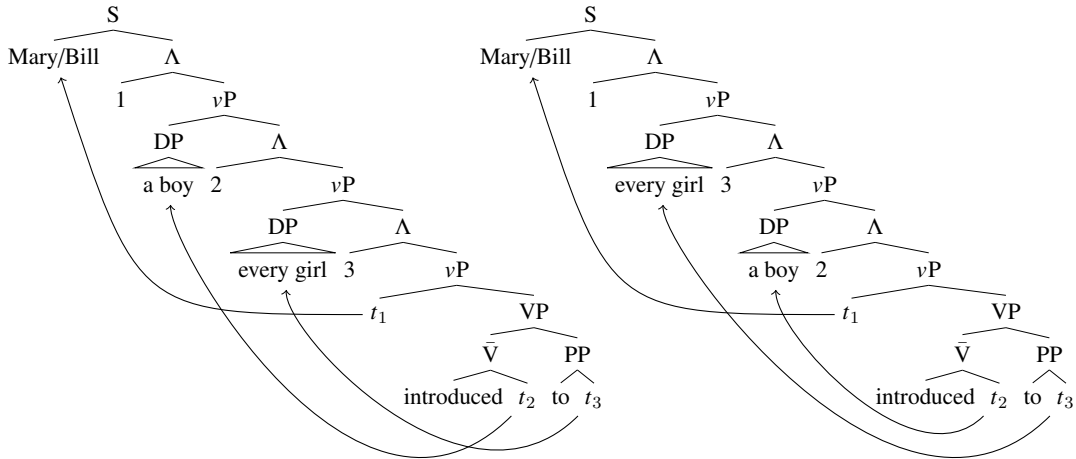 S S
Mary/Bill Λ Mary/Bill Λ
1 vP 1 vP
DP Λ DP Λ
a boy 2 vP every girl 3 vP
DP Λ DP Λ
every girl 3 vP a boy 2 vP
t₁ VP t₁ VP
V̄ PP V̄ PP
introduced t₂ to t₃ introduced t₂ to t₃